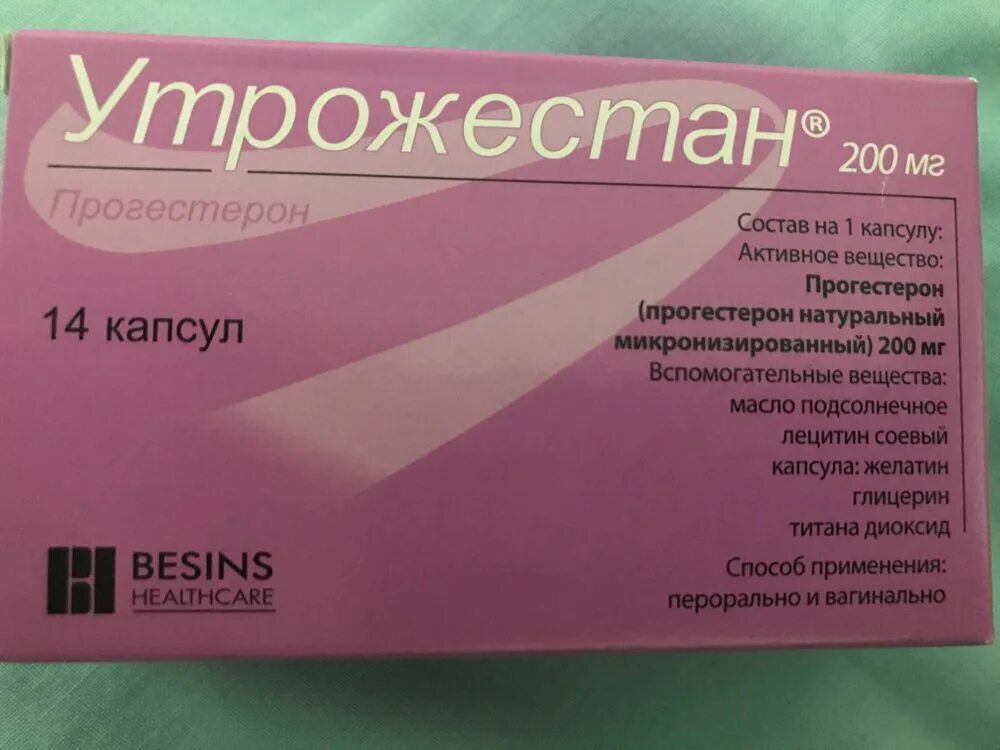 Утрожестан® 200 мг
Прогестерон
14 капсул
Состав на 1 капсулу:
Активное вещество:
Прогестерон
(прогестерон натуральный
микронизированный) 200 мг
Вспомогательные вещества:
масло подсолнечное
лецитин соевый
капсула: желатин
глицерин
титана диоксид
Способ применения:
перорально и вагинально
BESINS
HEALTHCARE